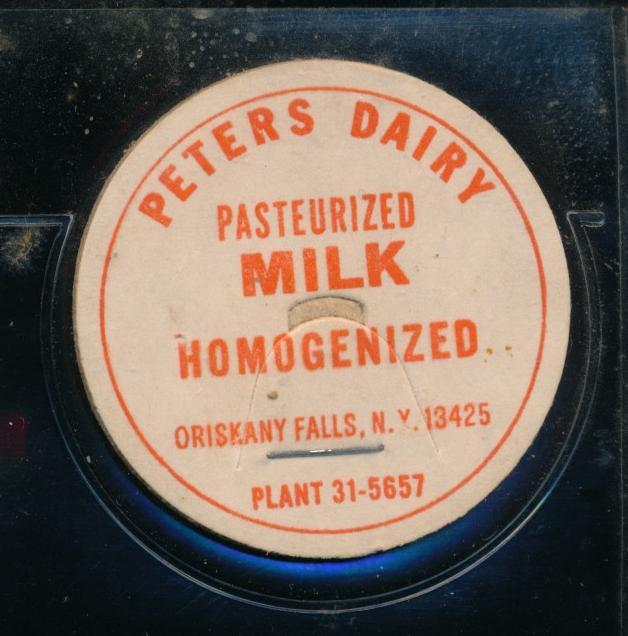 PETERS DAIRY
PASTEURIZED
MILK
HOMOGENIZED
ORISKANY FALLS, N.Y. 13425
PLANT 31-5657